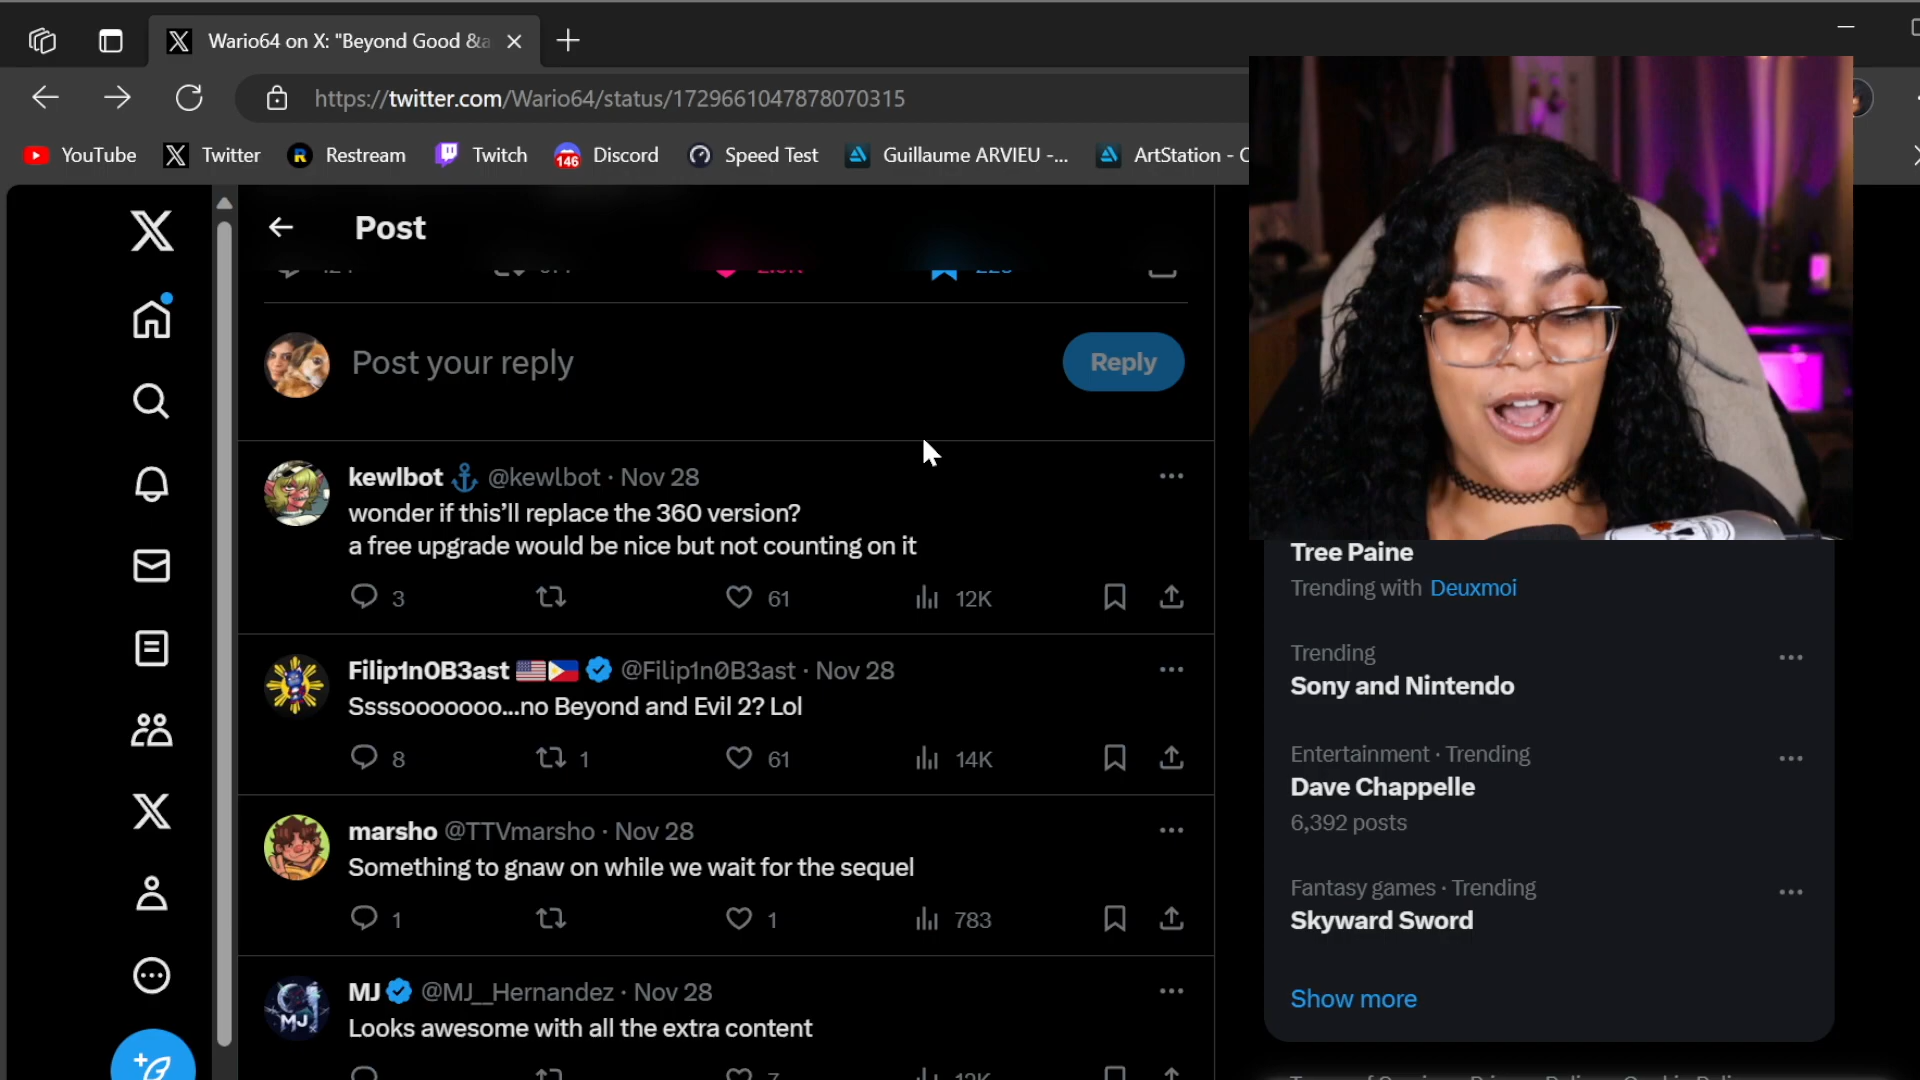 Wario64 on X: "Beyond Good &a
https://twitter.com/Wario64/status/1729661047878070315
YouTube Twitter Restream Twitch 146 Discord Speed Test Guillaume ARVIEU -... ArtStation - C
Post
Post your reply
Reply
kewlbot @kewlbot · Nov 28
wonder if this'll replace the 360 version?
a free upgrade would be nice but not counting on it
3 61 12K
Filip1n0B3ast @Filip1n0B3ast · Nov 28
Ssssooooooo...no Beyond and Evil 2? Lol
8 1 61 14K
marsho @TTVmarsho · Nov 28
Something to gnaw on while we wait for the sequel
1 1 783
MJ @MJ__Hernandez · Nov 28
MJ
Looks awesome with all the extra content
Tree Paine
Trending with Deuxmoi
Trending
Sony and Nintendo
Entertainment · Trending
Dave Chappelle
6,392 posts
Fantasy games · Trending
Skyward Sword
Show more